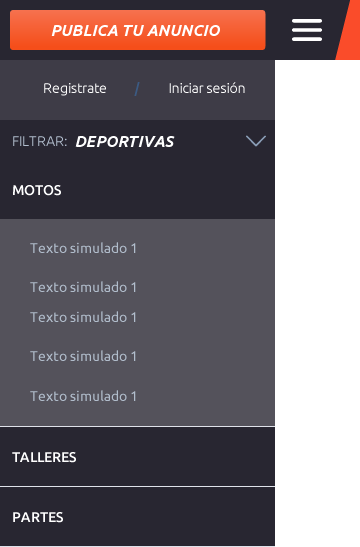 PUBLICA TU ANUNCIO
Registrate / Iniciar sesión
FILTRAR: DEPORTIVAS
MOTOS
Texto simulado 1
Texto simulado 1
Texto simulado 1
Texto simulado 1
Texto simulado 1
TALLERES
PARTES